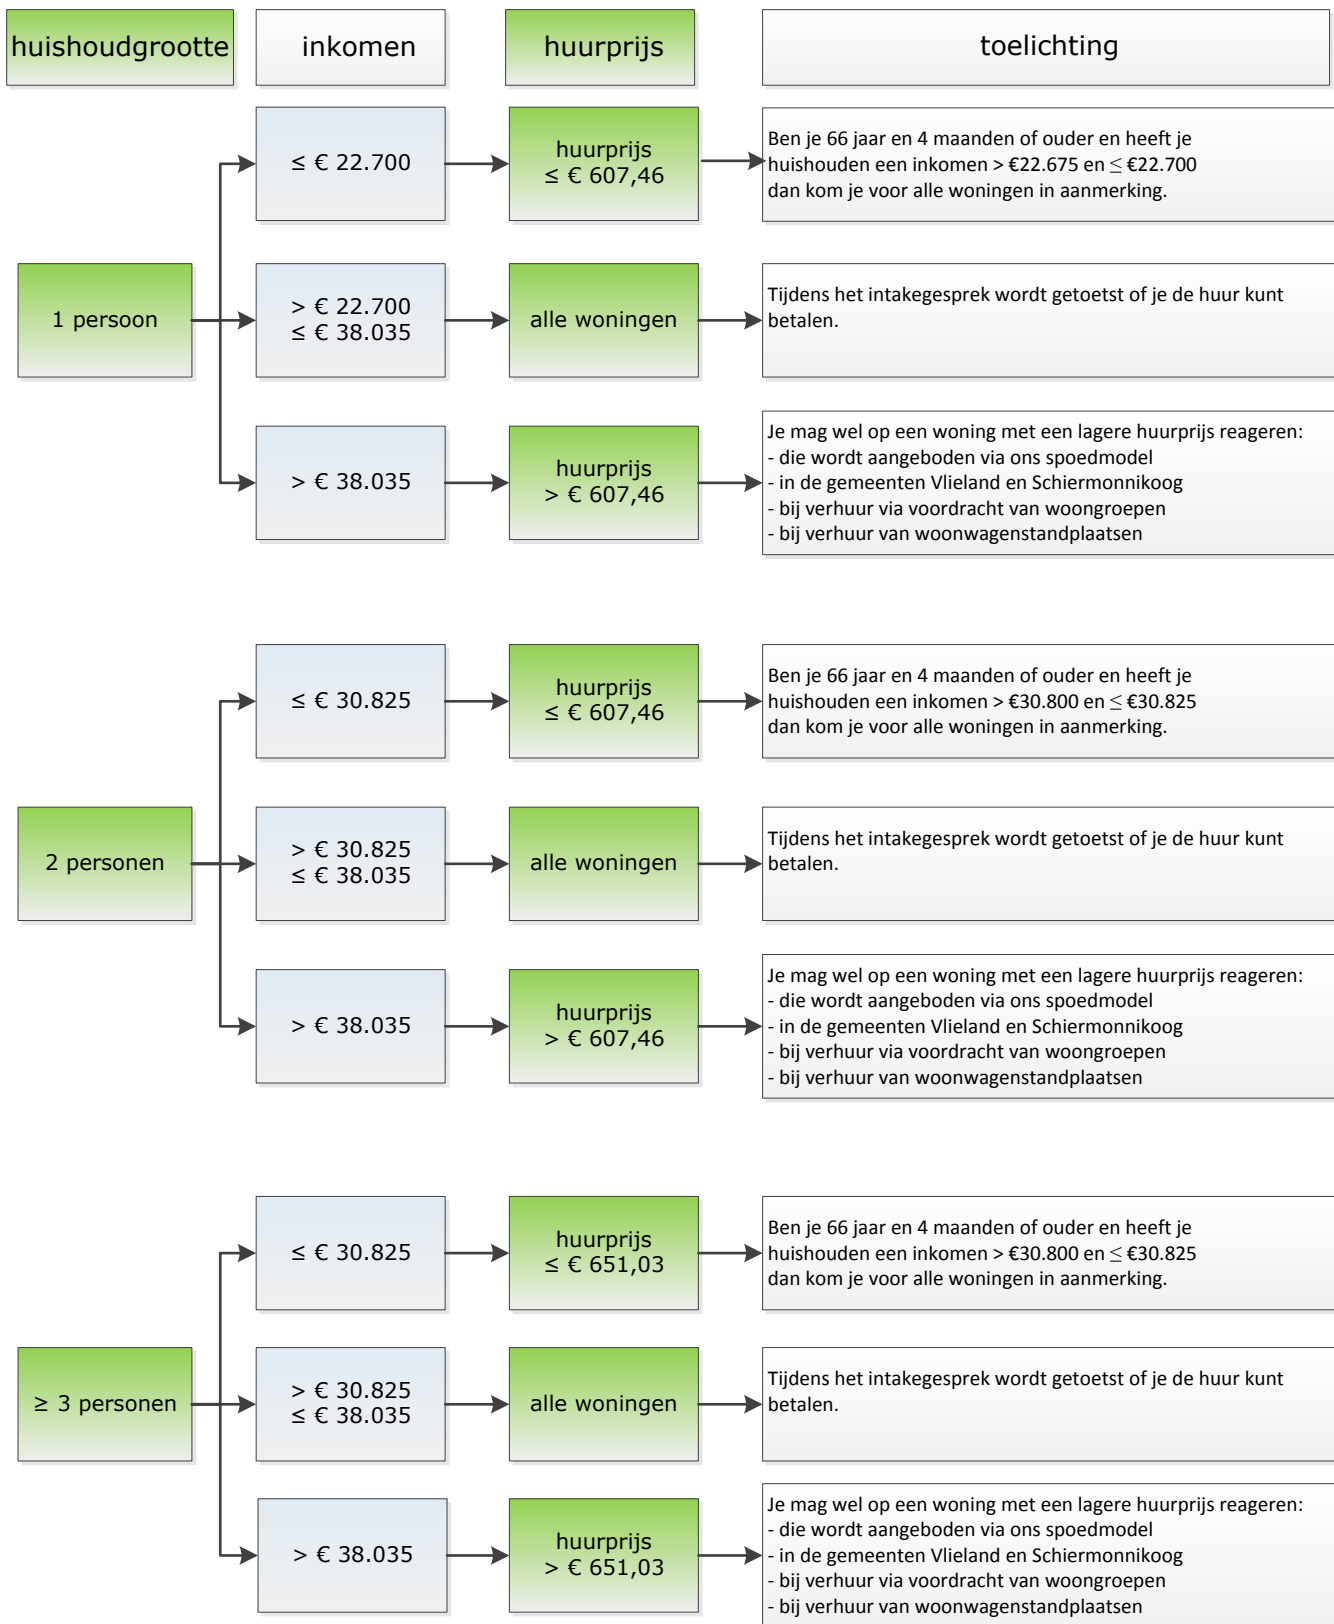 huishoudgrootte
inkomen
huurprijs
toelichting
1 persoon
≤ € 22.700
huurprijs
≤ € 607,46
Ben je 66 jaar en 4 maanden of ouder en heeft je
huishouden een inkomen > €22.675 en ≤ €22.700
dan kom je voor alle woningen in aanmerking.
> € 22.700
≤ € 38.035
alle woningen
Tijdens het intakegesprek wordt getoetst of je de huur kunt
betalen.
> € 38.035
huurprijs
> € 607,46
Je mag wel op een woning met een lagere huurprijs reageren:
- die wordt aangeboden via ons spoedmodel
- in de gemeenten Vlieland en Schiermonnikoog
- bij verhuur via voordracht van woongroepen
- bij verhuur van woonwagenstandplaatsen
2 personen
≤ € 30.825
huurprijs
≤ € 607,46
Ben je 66 jaar en 4 maanden of ouder en heeft je
huishouden een inkomen > €30.800 en ≤ €30.825
dan kom je voor alle woningen in aanmerking.
> € 30.825
≤ € 38.035
alle woningen
Tijdens het intakegesprek wordt getoetst of je de huur kunt
betalen.
> € 38.035
huurprijs
> € 607,46
Je mag wel op een woning met een lagere huurprijs reageren:
- die wordt aangeboden via ons spoedmodel
- in de gemeenten Vlieland en Schiermonnikoog
- bij verhuur via voordracht van woongroepen
- bij verhuur van woonwagenstandplaatsen
≥ 3 personen
≤ € 30.825
huurprijs
≤ € 651,03
Ben je 66 jaar en 4 maanden of ouder en heeft je
huishouden een inkomen > €30.800 en ≤ €30.825
dan kom je voor alle woningen in aanmerking.
> € 30.825
≤ € 38.035
alle woningen
Tijdens het intakegesprek wordt getoetst of je de huur kunt
betalen.
> € 38.035
huurprijs
> € 651,03
Je mag wel op een woning met een lagere huurprijs reageren:
- die wordt aangeboden via ons spoedmodel
- in de gemeenten Vlieland en Schiermonnikoog
- bij verhuur via voordracht van woongroepen
- bij verhuur van woonwagenstandplaatsen